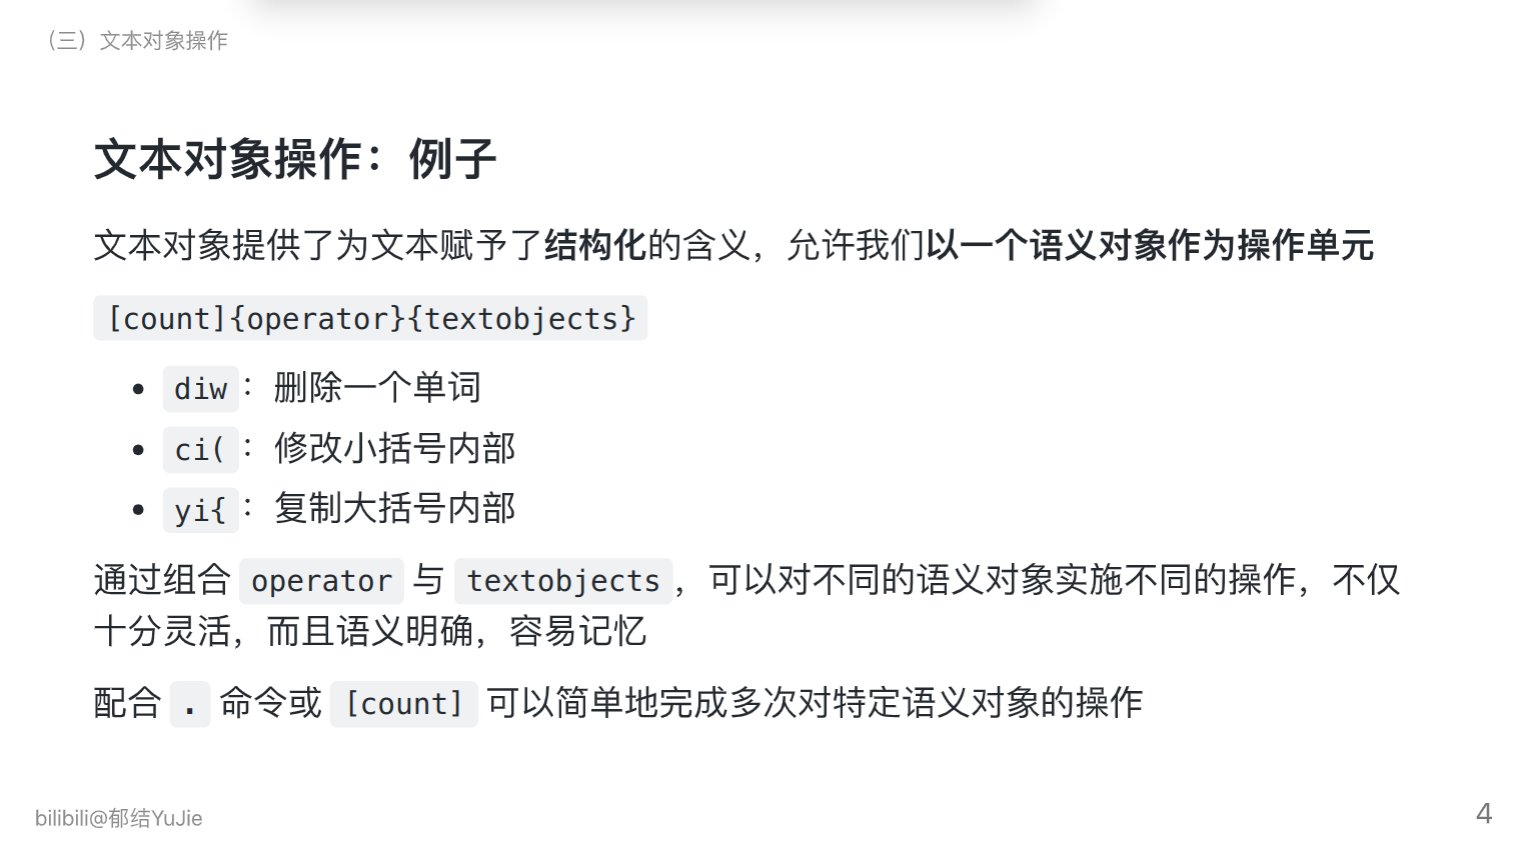 （三）文本对象操作
文本对象操作：例子
文本对象提供了为文本赋予了结构化的含义，允许我们以一个语义对象作为操作单元
[count]{operator}{textobjects}
• diw：删除一个单词
• ci(：修改小括号内部
• yi{：复制大括号内部
通过组合 operator 与 textobjects，可以对不同的语义对象实施不同的操作，不仅
十分灵活，而且语义明确，容易记忆
配合 . 命令或 [count] 可以简单地完成多次对特定语义对象的操作
bilibili@郁结YuJie
4